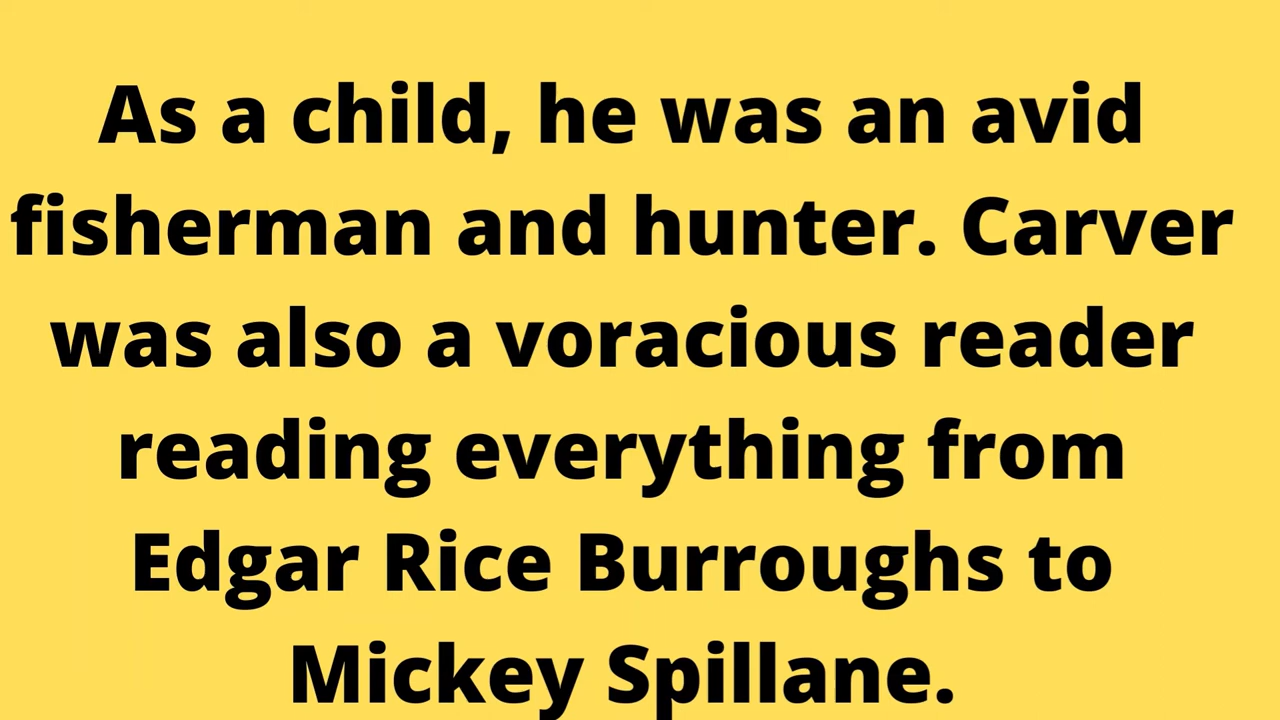 As a child, he was an avid
fisherman and hunter. Carver
was also a voracious reader
reading everything from
Edgar Rice Burroughs to
Mickey Spillane.